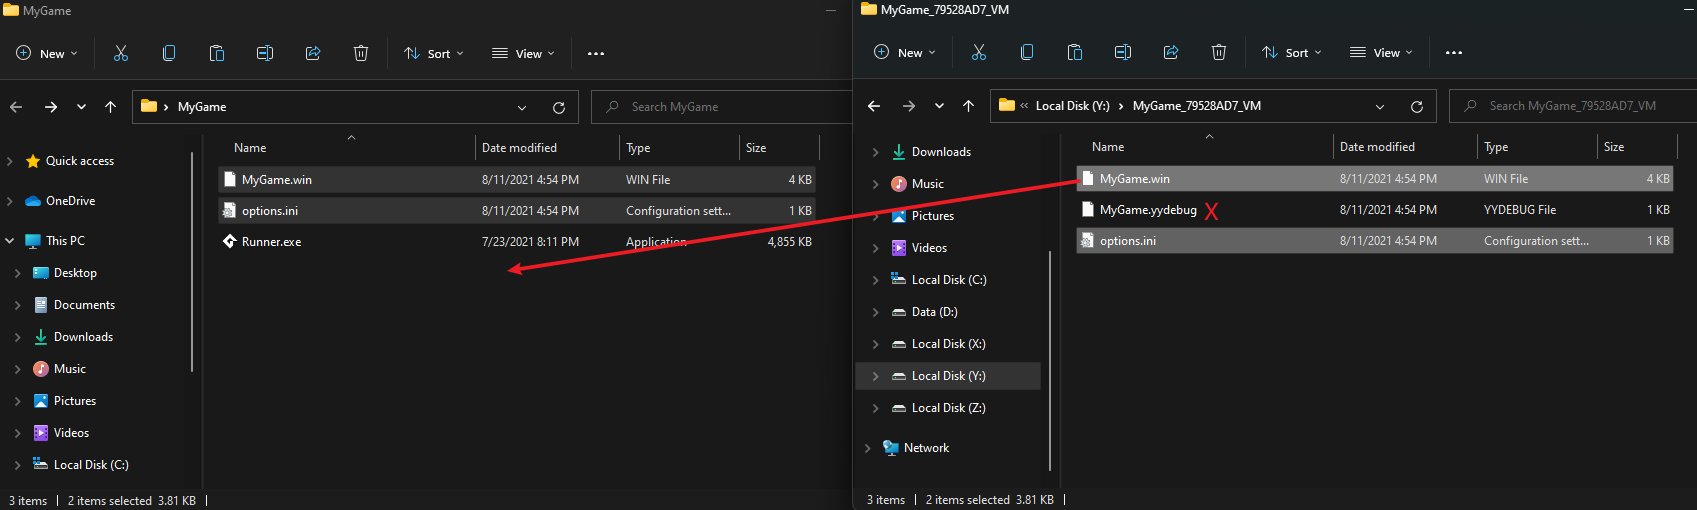 MyGame
New
Sort
View
MyGame
Search MyGame
Name Date modified Type Size
Quick access
OneDrive
This PC
Desktop
Documents
Downloads
Music
Pictures
Videos
Local Disk (C:)
MyGame.win 8/11/2021 4:54 PM WIN File 4 KB
options.ini 8/11/2021 4:54 PM Configuration sett... 1 KB
Runner.exe 7/23/2021 8:11 PM Application 4,855 KB
3 items 2 items selected 3.81 KB
MyGame_79528AD7_VM
New
Sort
View
« Local Disk (Y:) › MyGame_79528AD7_VM
Search MyGame_79528AD7_VM
Name Date modified Type Size
Downloads
Music
Pictures
Videos
Local Disk (C:)
Data (D:)
Local Disk (X:)
Local Disk (Y:)
Local Disk (Z:)
Network
MyGame.win 8/11/2021 4:54 PM WIN File 4 KB
MyGame.yydebug X 8/11/2021 4:54 PM YYDEBUG File 1 KB
options.ini 8/11/2021 4:54 PM Configuration sett... 1 KB
3 items 2 items selected 3.81 KB